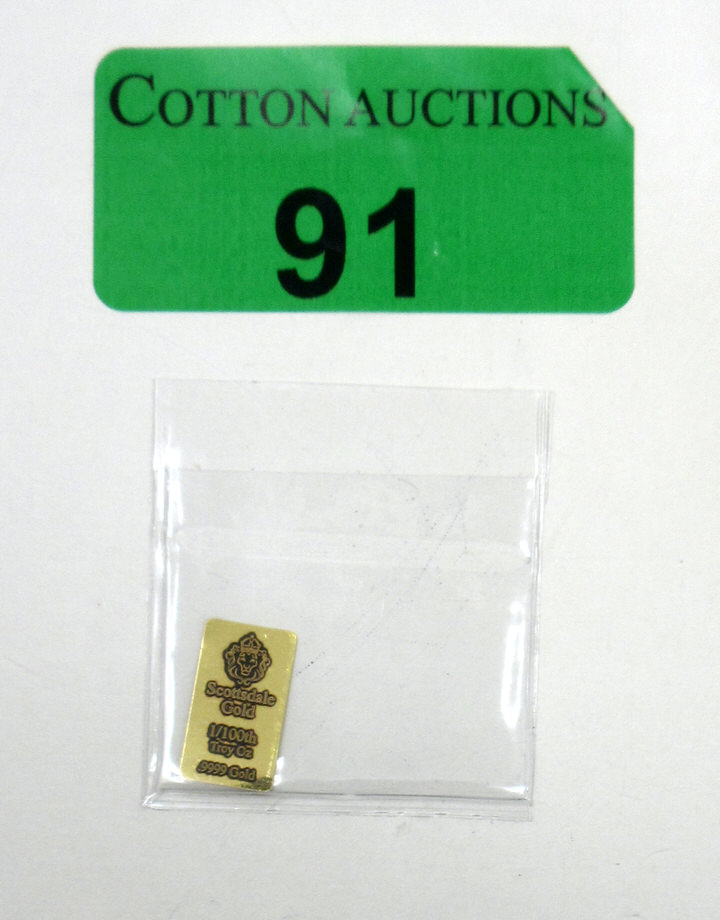 COTTON AUCTIONS
91
Scottsdale
Gold
1/100th
Troy Oz
.9999 Gold